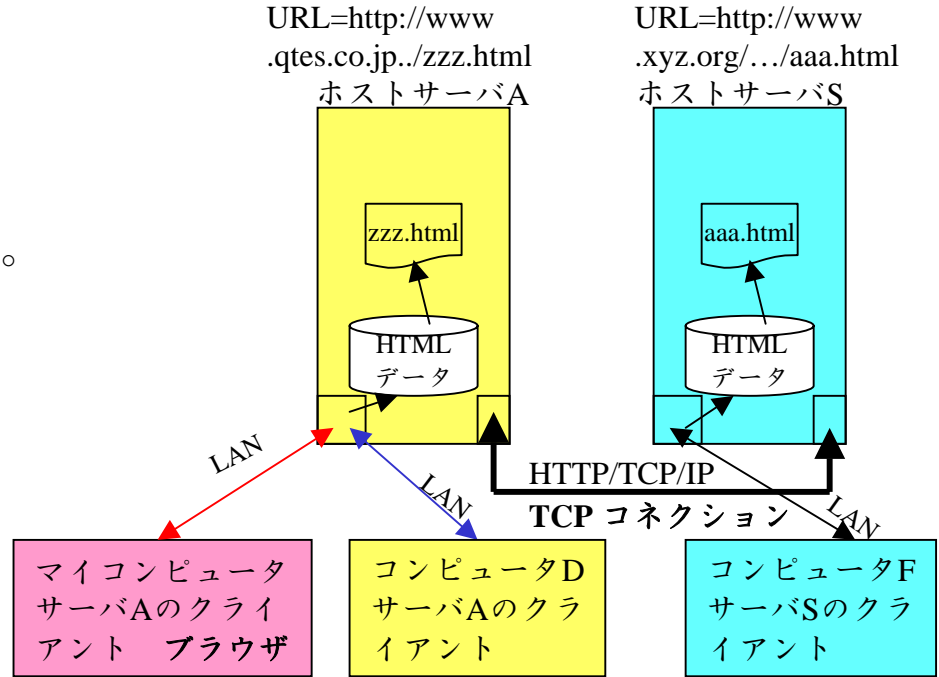 URL=http://www
.qtes.co.jp../zzz.html
ホストサーバA
URL=http://www
.xyz.org/…/aaa.html
ホストサーバS
。
zzz.html
aaa.html
HTML
データ
HTML
データ
LAN
LAN
HTTP/TCP/IP
TCP コネクション
LAN
マイコンピュータ
サーバAのクライ
アント　ブラウザ
コンピュータD
サーバAのクラ
イアント
コンピュータF
サーバSのクラ
イアント